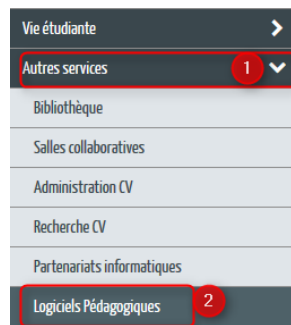 Vie étudiante
Autres services 1
Bibliothèque
Salles collaboratives
Administration CV
Recherche CV
Partenariats informatiques
Logiciels Pédagogiques 2